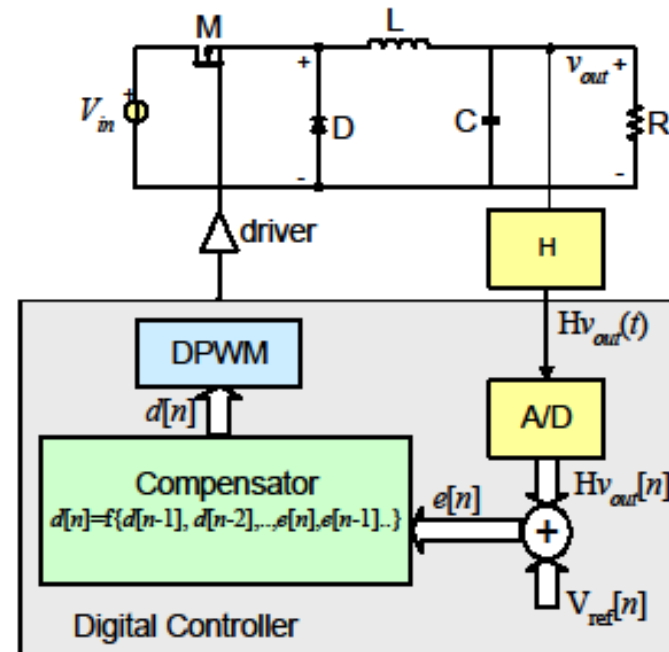 M
L
+
V_in
+
-
D
C
v_out +
-
R
driver
H
Hv_out(t)
DPWM
A/D
d[n]
Hv_out[n]
Compensator
d[n]=f{d[n-1], d[n-2],..,e[n],e[n-1]..}
e[n]
+
V_ref[n]
Digital Controller